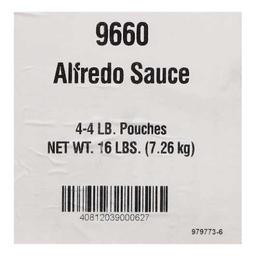 9660
Alfredo Sauce
4-4 LB. Pouches
NET WT. 16 LBS. (7.26 kg)
40812039000627
979773-6